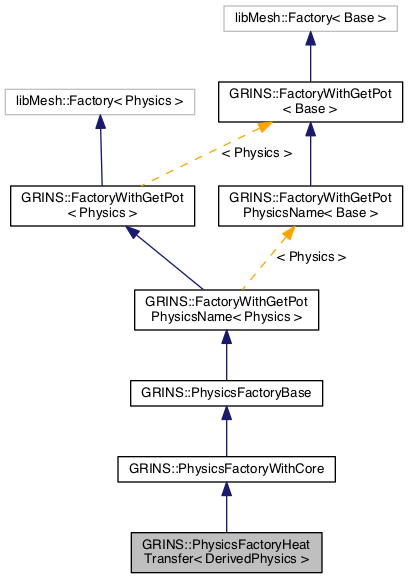 libMesh::Factory< Base >
GRINS::FactoryWithGetPot
< Base >
libMesh::Factory< Physics >
< Physics >
GRINS::FactoryWithGetPot
< Physics >
GRINS::FactoryWithGetPot
PhysicsName< Base >
< Physics >
GRINS::FactoryWithGetPot
PhysicsName< Physics >
GRINS::PhysicsFactoryBase
GRINS::PhysicsFactoryWithCore
GRINS::PhysicsFactoryHeat
Transfer< DerivedPhysics >